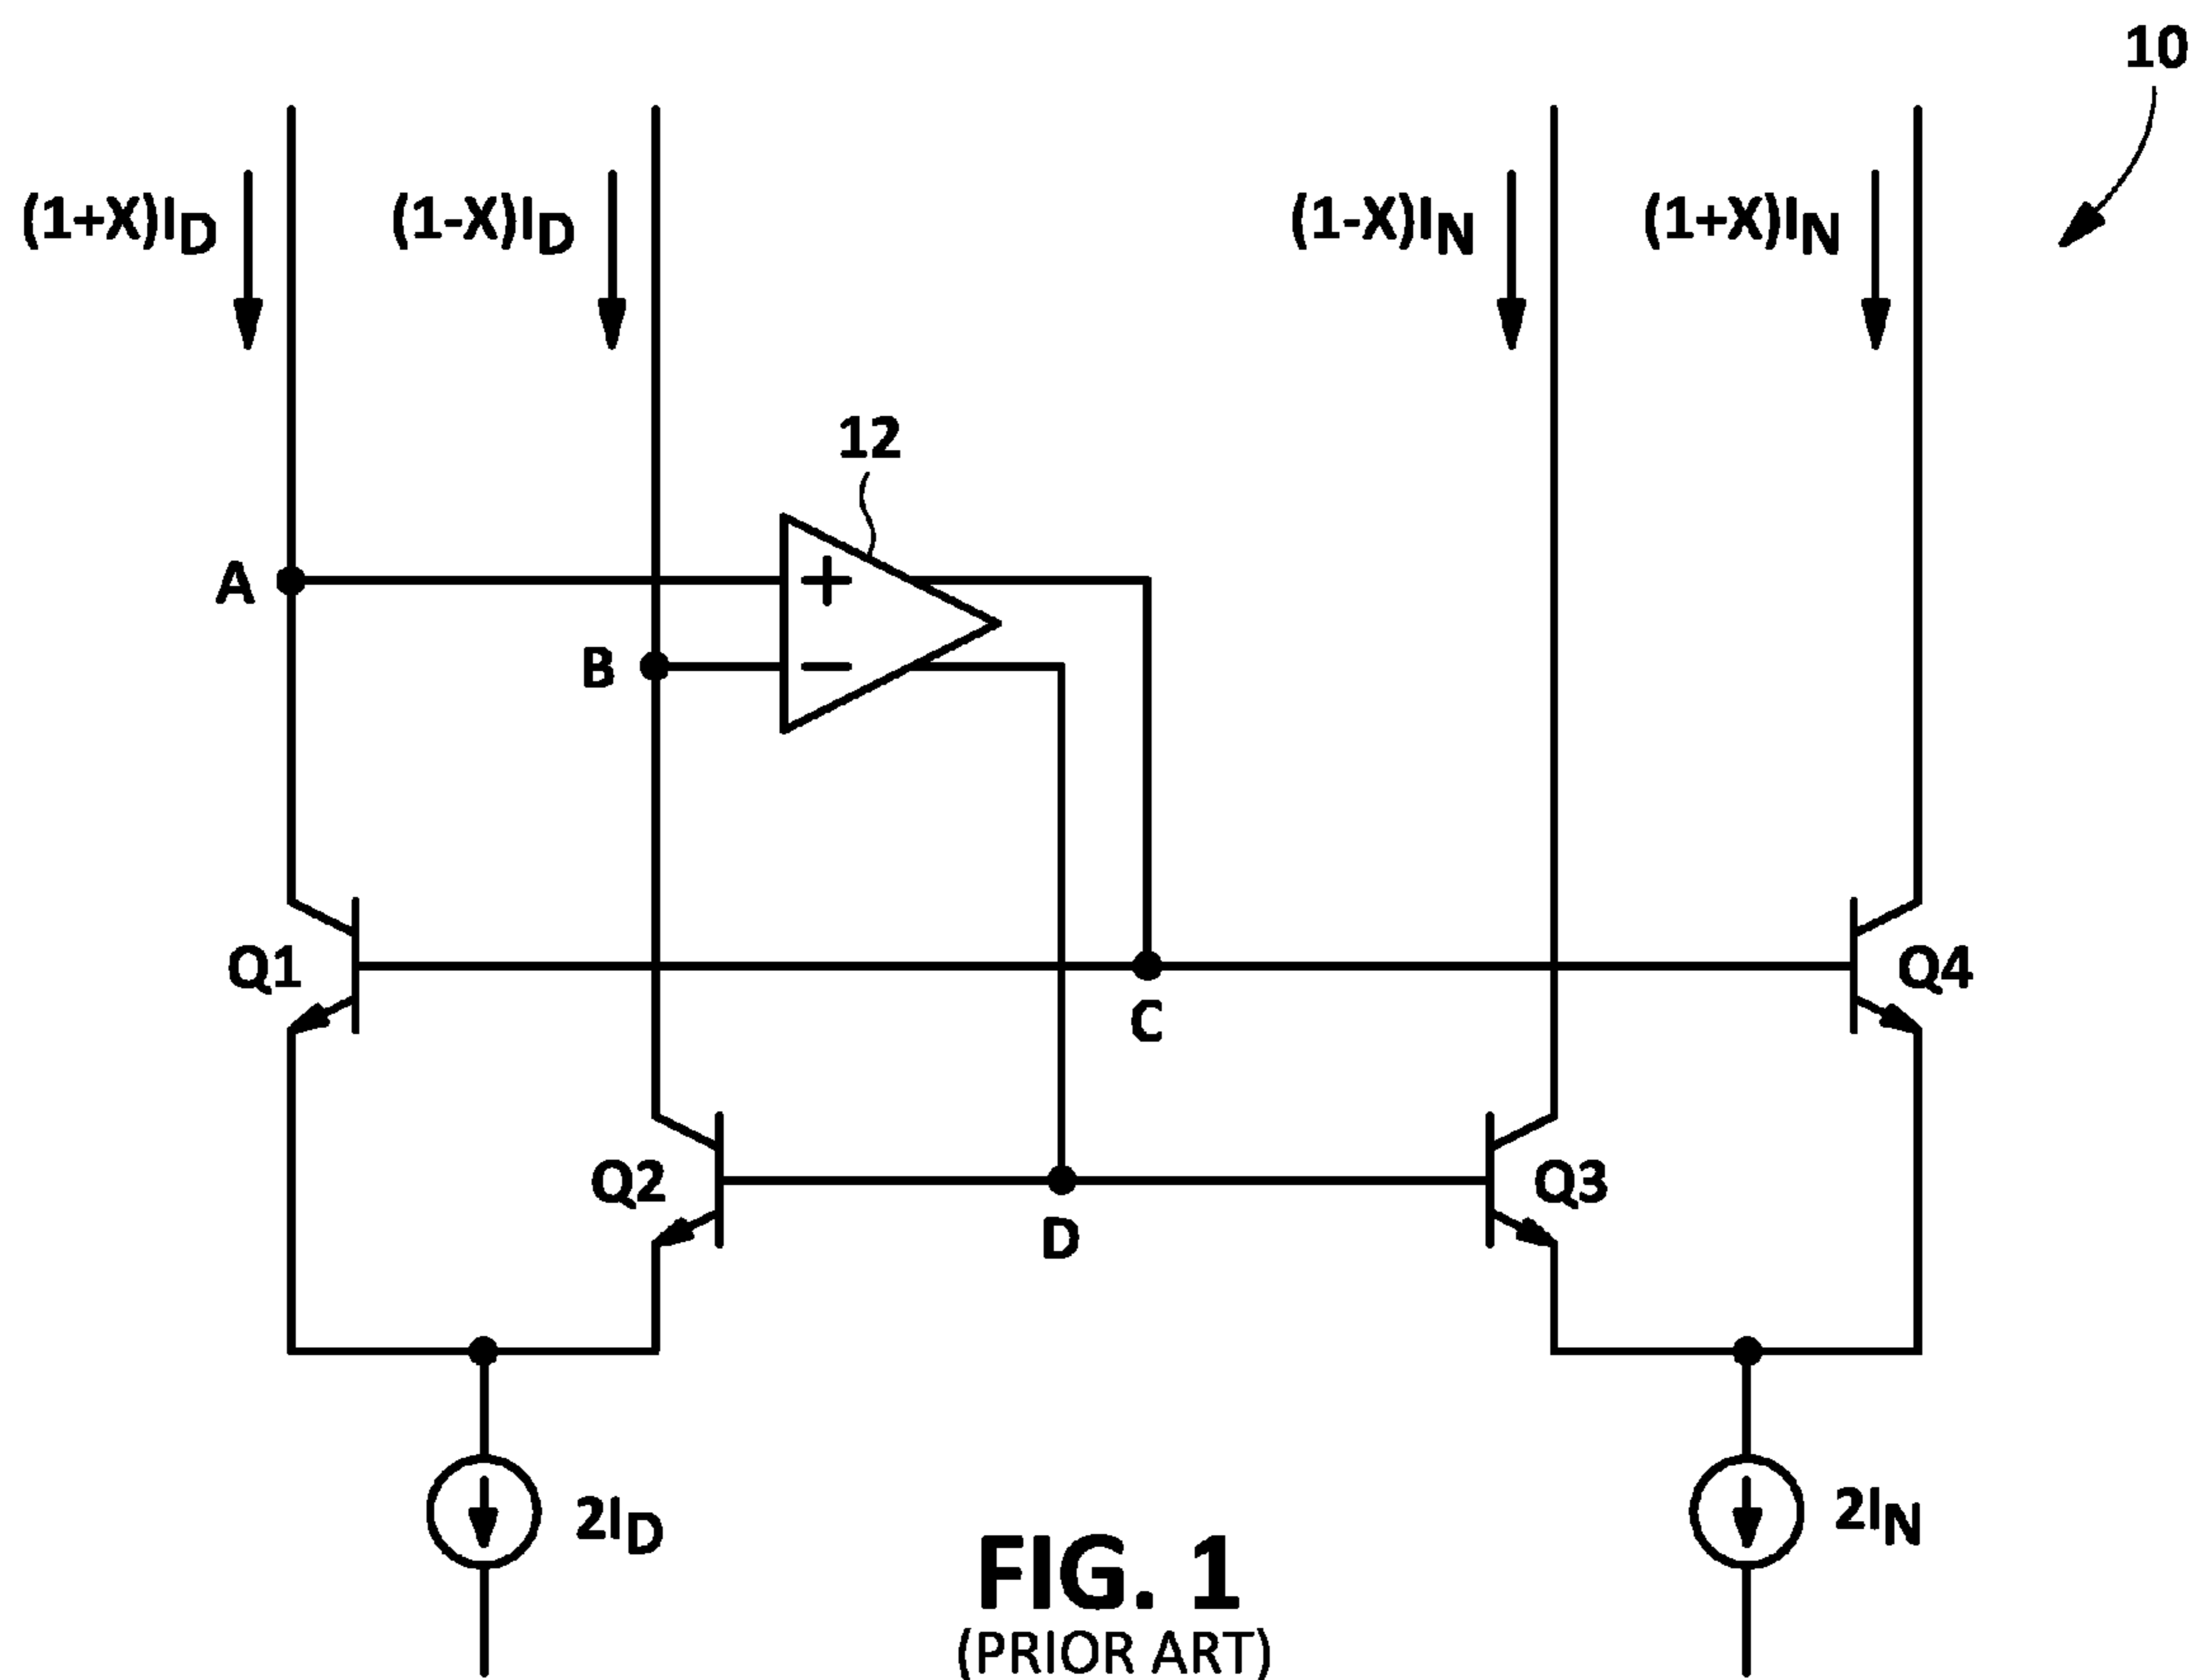 10
(1+X)ID
(1-X)ID
(1-X)IN
(1+X)IN
12
A
+
B
−
Q1
Q4
C
Q2
Q3
D
2ID
2IN
FIG. 1
(PRIOR ART)